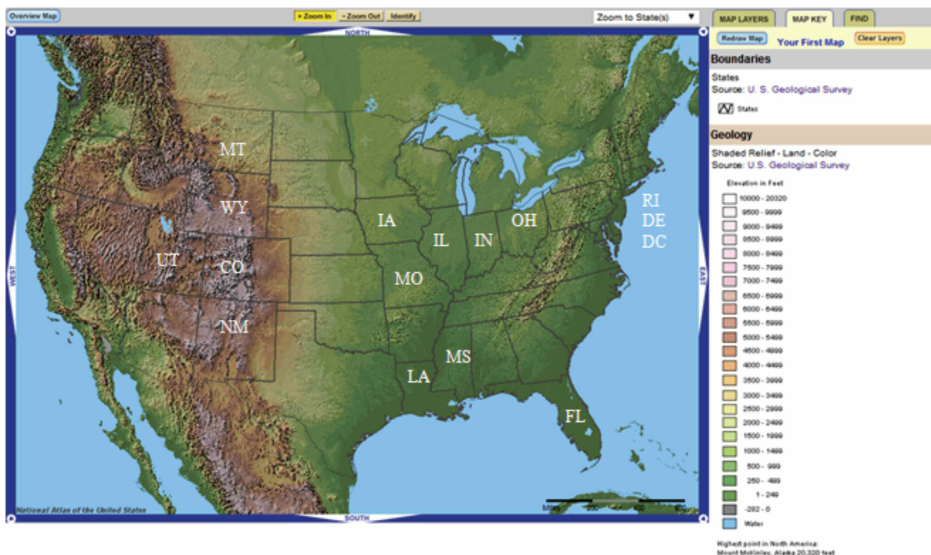 Overview Map
+ Zoom In
- Zoom Out
Identify
Zoom to State(s)
MAP LAYERS
MAP KEY
FIND
NORTH
Redraw Map
Your First Map
Clear Layers
Boundaries
States
Source: U. S. Geological Survey
States
Geology
Shaded Relief - Land - Color
Source: U.S. Geological Survey
Elevation in Feet
10000 - 20320
9500 - 9999
9000 - 9499
8500 - 8999
8000 - 8499
7500 - 7999
7000 - 7499
6500 - 6999
6000 - 6499
5500 - 5999
5000 - 5499
4500 - 4999
4000 - 4499
3500 - 3999
3000 - 3499
2500 - 2999
2000 - 2499
1500 - 1999
1000 - 1499
500 - 999
250 - 499
1 - 249
-282 - 0
Water
Highest point in North America:
Mount McKinley, Alaska 20,320 feet
MT
WY
IA
OH
RI
IL
IN
DE
DC
UT
CO
MO
NM
MS
LA
FL
WEST
EAST
National Atlas of the United States
Miles
SOUTH